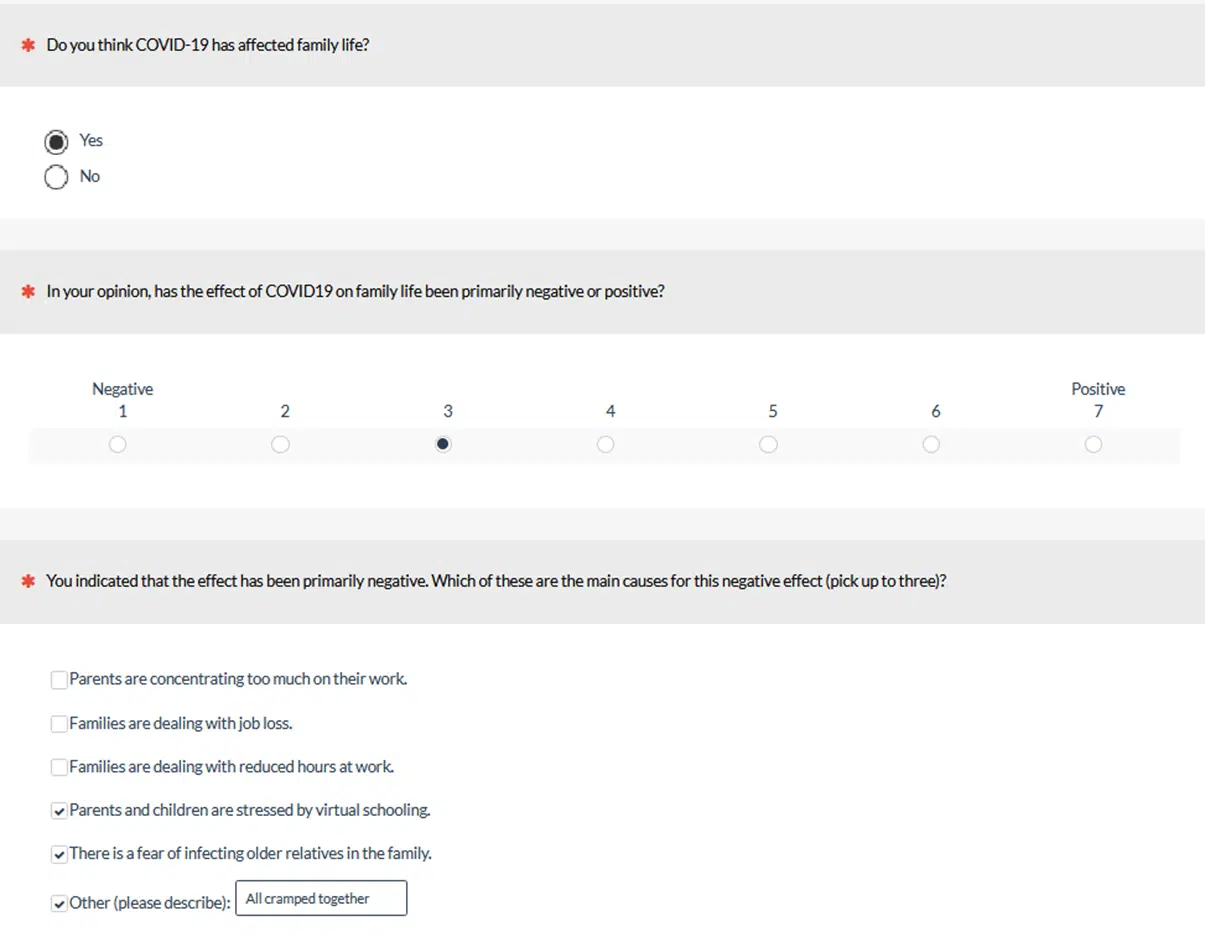 * Do you think COVID-19 has affected family life?
Yes
No
* In your opinion, has the effect of COVID19 on family life been primarily negative or positive?
Negative Positive
1 2 3 4 5 6 7
* You indicated that the effect has been primarily negative. Which of these are the main causes for this negative effect (pick up to three)?
Parents are concentrating too much on their work.
Families are dealing with job loss.
Families are dealing with reduced hours at work.
Parents and children are stressed by virtual schooling.
There is a fear of infecting older relatives in the family.
Other (please describe): All cramped together